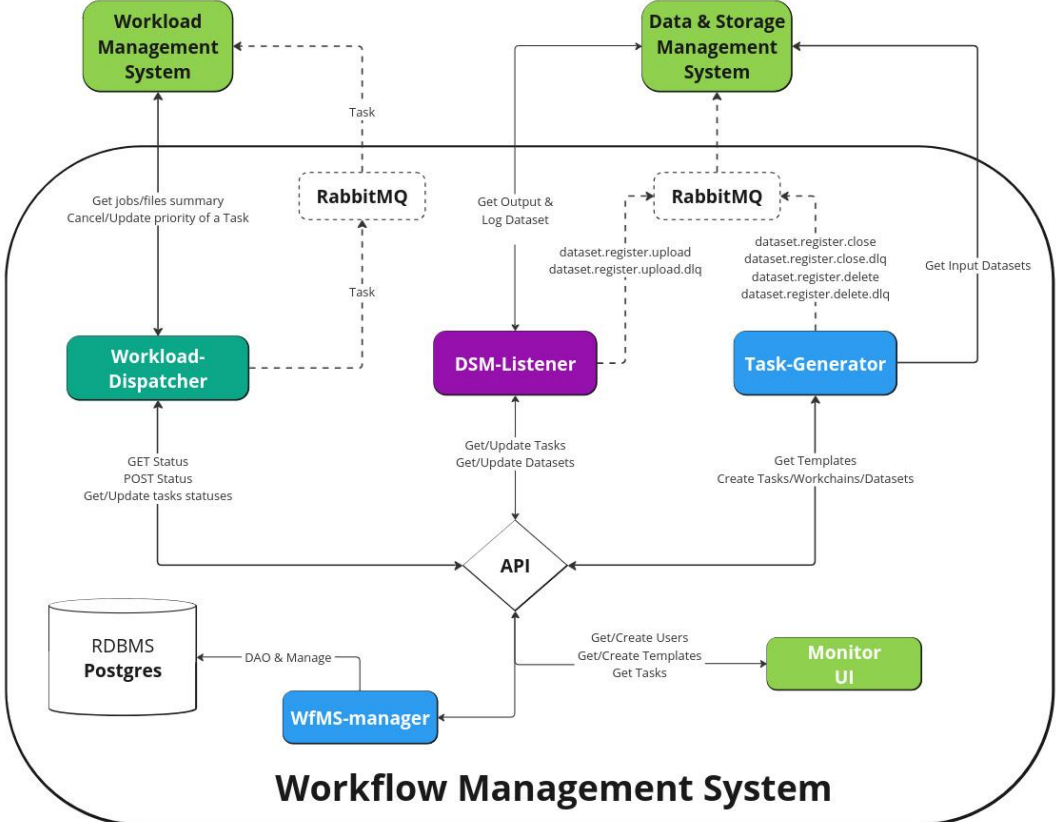 Workload
Management
System
Data & Storage
Management
System
Task
RabbitMQ
RabbitMQ
Get jobs/files summary
Cancel/Update priority of a Task
Get Output &
Log Dataset
dataset.register.upload
dataset.register.upload.dlq
dataset.register.close
dataset.register.close.dlq
dataset.register.delete
dataset.register.delete.dlq
Get Input Datasets
Task
Workload-
Dispatcher
DSM-Listener
Task-Generator
GET Status
POST Status
Get/Update tasks statuses
Get/Update Tasks
Get/Update Datasets
Get Templates
Create Tasks/Workchains/Datasets
API
RDBMS
Postgres
DAO & Manage
WfMS-manager
Get/Create Users
Get/Create Templates
Get Tasks
Monitor
UI
Workflow Management System